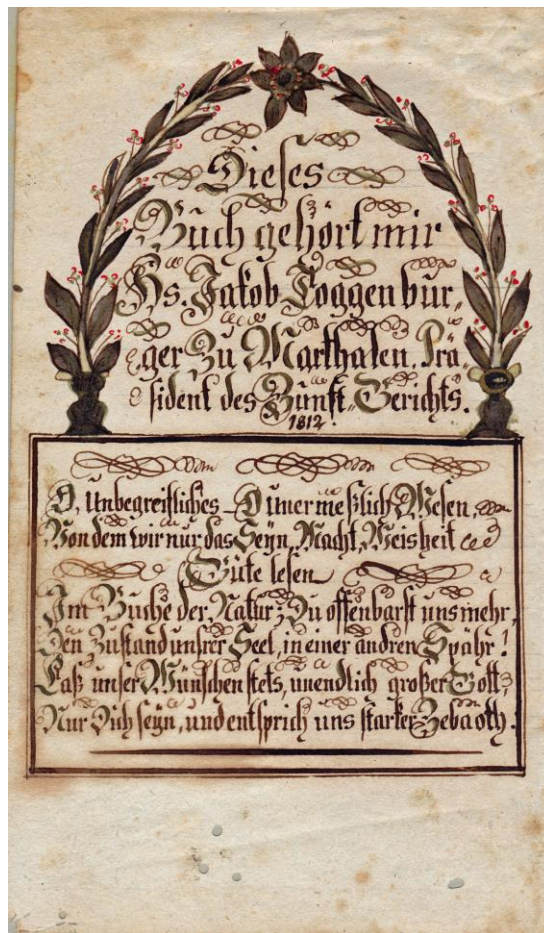 Dieses
Buch gehört mir
Hs. Jakob Toggenbur„
ger Zu Marthalen. Prä„
sident des Zunft„Gerichts.
1812.
O, Unbegreifliches – O unermeßlich Wesen,
Von dem wir nur das Seyn, Macht, Weisheit
Güte lesen
Im Buche der Natur; Du offenbarst uns mehr,
Den Zustand unsrer Seel, in einer andren Spähr!
Laß unser Wünschen stets, unendlich großer Gott,
Nur Dich seyn, und entsprich uns starker Zebaoth.